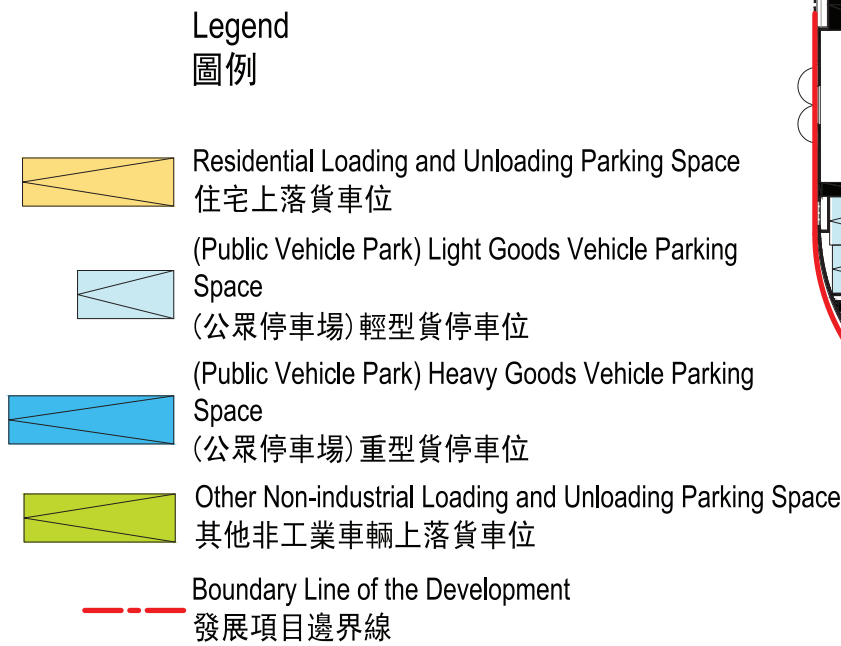 Legend
圖例
Residential Loading and Unloading Parking Space
住宅上落貨車位
(Public Vehicle Park) Light Goods Vehicle Parking
Space
(公眾停車場)輕型貨停車位
(Public Vehicle Park) Heavy Goods Vehicle Parking
Space
(公眾停車場)重型貨停車位
Other Non-industrial Loading and Unloading Parking Space
其他非工業車輛上落貨車位
Boundary Line of the Development
發展項目邊界線